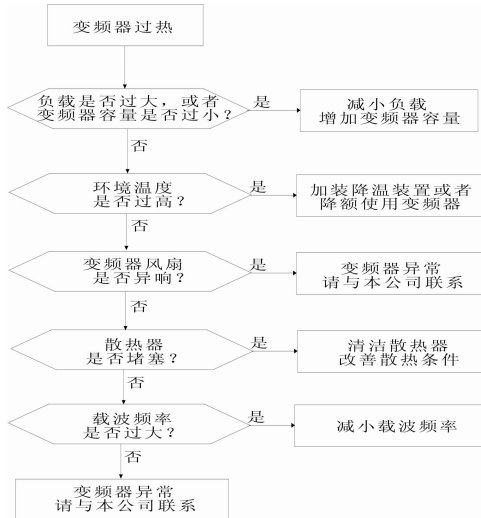 变频器过热
负载是否过大，或者
变频器容量是否过小？
是
减小负载
增加变频器容量
否
环境温度
是否过高？
是
加装降温装置或者
降额使用变频器
否
变频器风扇
是否异响？
是
变频器异常
请与本公司联系
否
散热器
是否堵塞？
是
清洁散热器
改善散热条件
否
载波频率
是否过大？
是
减小载波频率
否
变频器异常
请与本公司联系